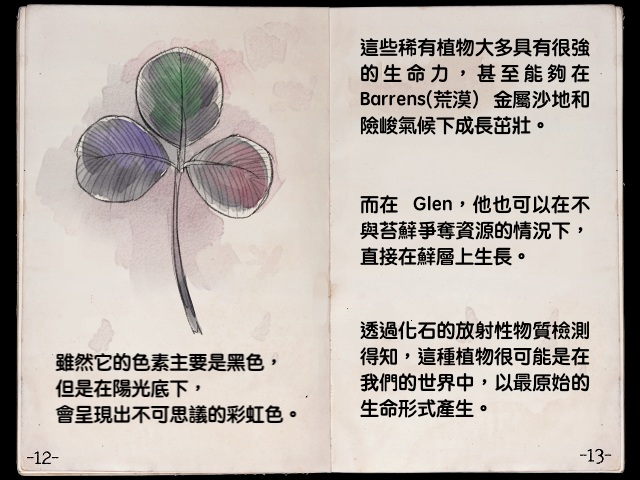 雖然它的色素主要是黑色，
但是在陽光底下，
會呈現出不可思議的彩虹色。
-12-
這些稀有植物大多具有很強
的生命力，甚至能夠在
Barrens(荒漠) 金屬沙地和
險峻氣候下成長茁壯。
而在 Glen，他也可以在不
與苔蘚爭奪資源的情況下，
直接在蘚層上生長。
透過化石的放射性物質檢測
得知，這種植物很可能是在
我們的世界中，以最原始的
生命形式產生。
-13-